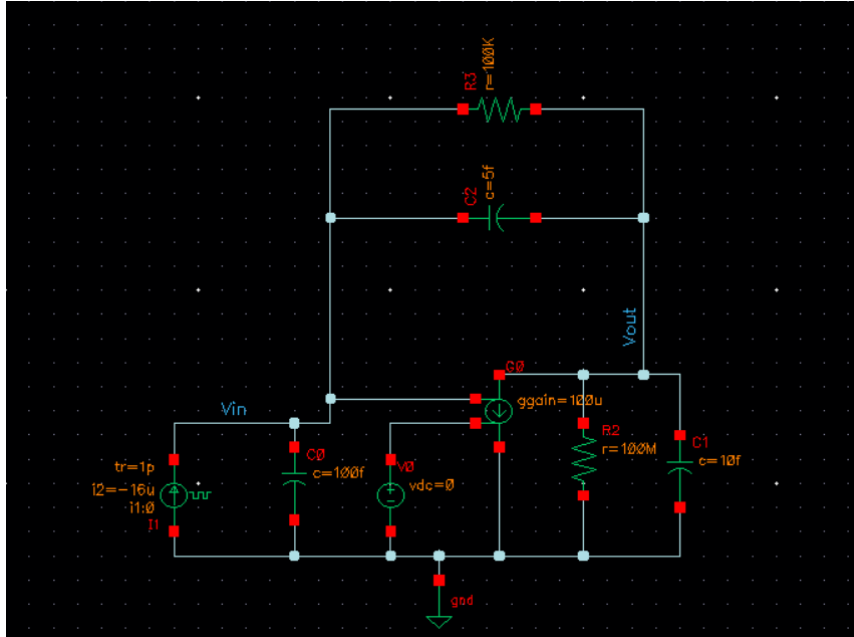 R3
r=100K
C2
c=5f
Vout
G0
ggain=100u
Vin
C0
c=100f
V0
vdc=0
R2
r=100M
C1
c=10f
tr=1p
i2=-16u
i1:0
I1
gnd